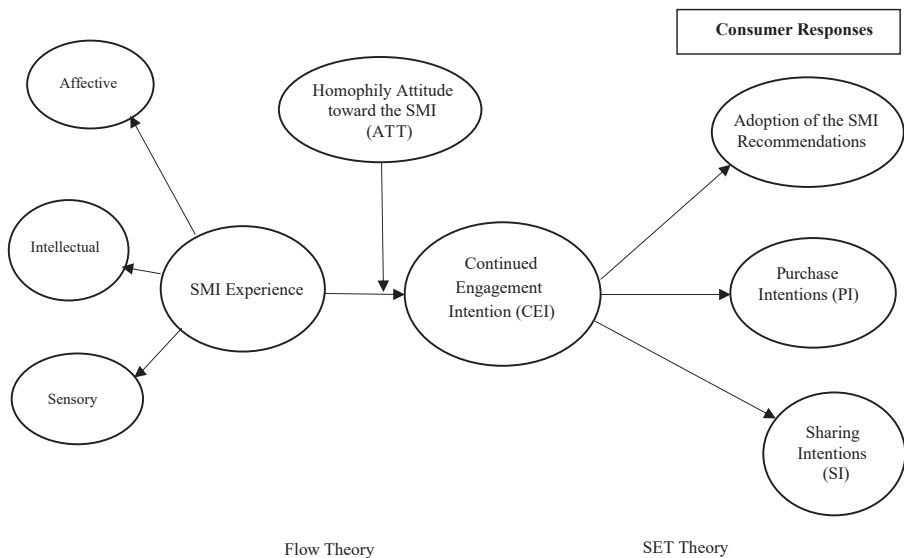 Consumer Responses
Affective
Homophily Attitude
toward the SMI
(ATT)
Adoption of the SMI
Recommendations
Intellectual
SMI Experience
Continued
Engagement
Intention (CEI)
Purchase
Intentions (PI)
Sensory
Sharing
Intentions
(SI)
Flow Theory
SET Theory